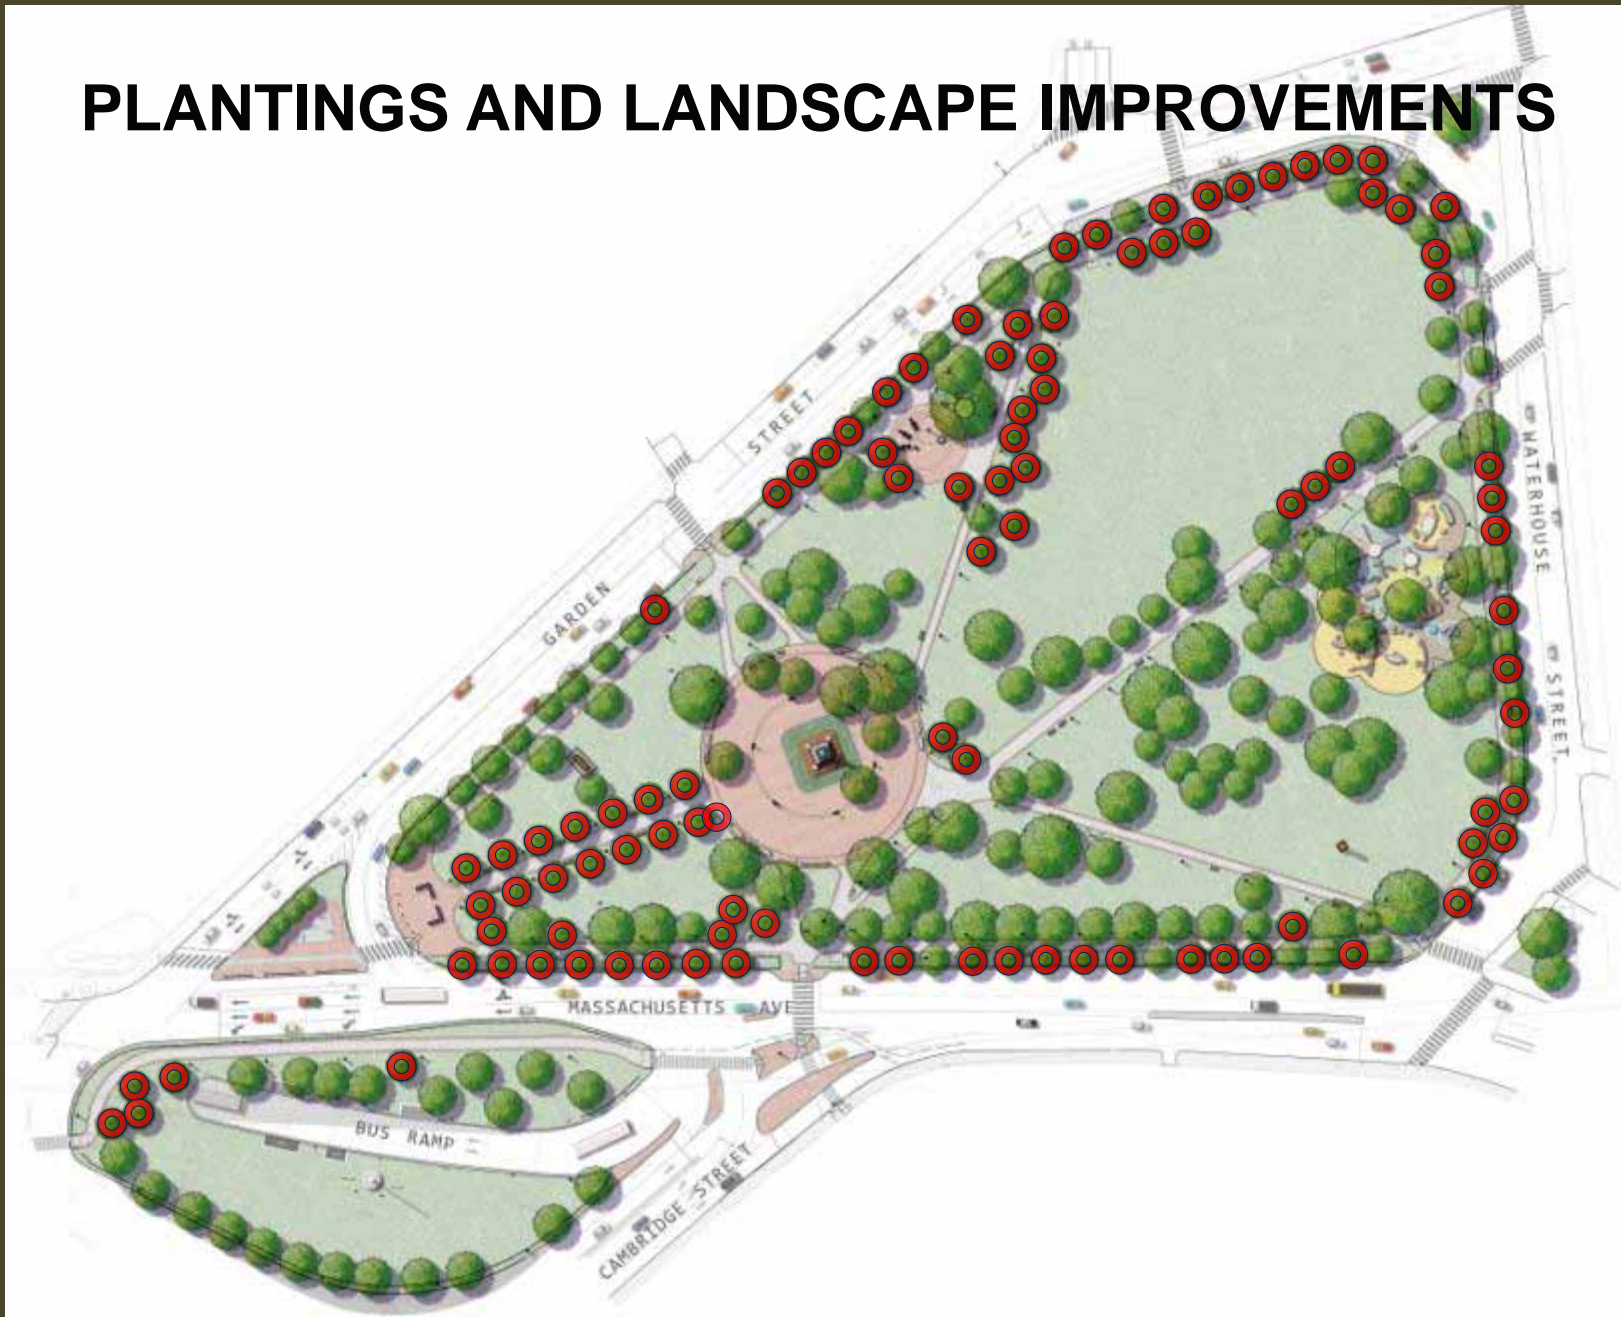 PLANTINGS AND LANDSCAPE IMPROVEMENTS
STREET
GARDEN
WATERHOUSE
STREET
MASSACHUSETTS AVE
BUS RAMP
CAMBRIDGE STREET